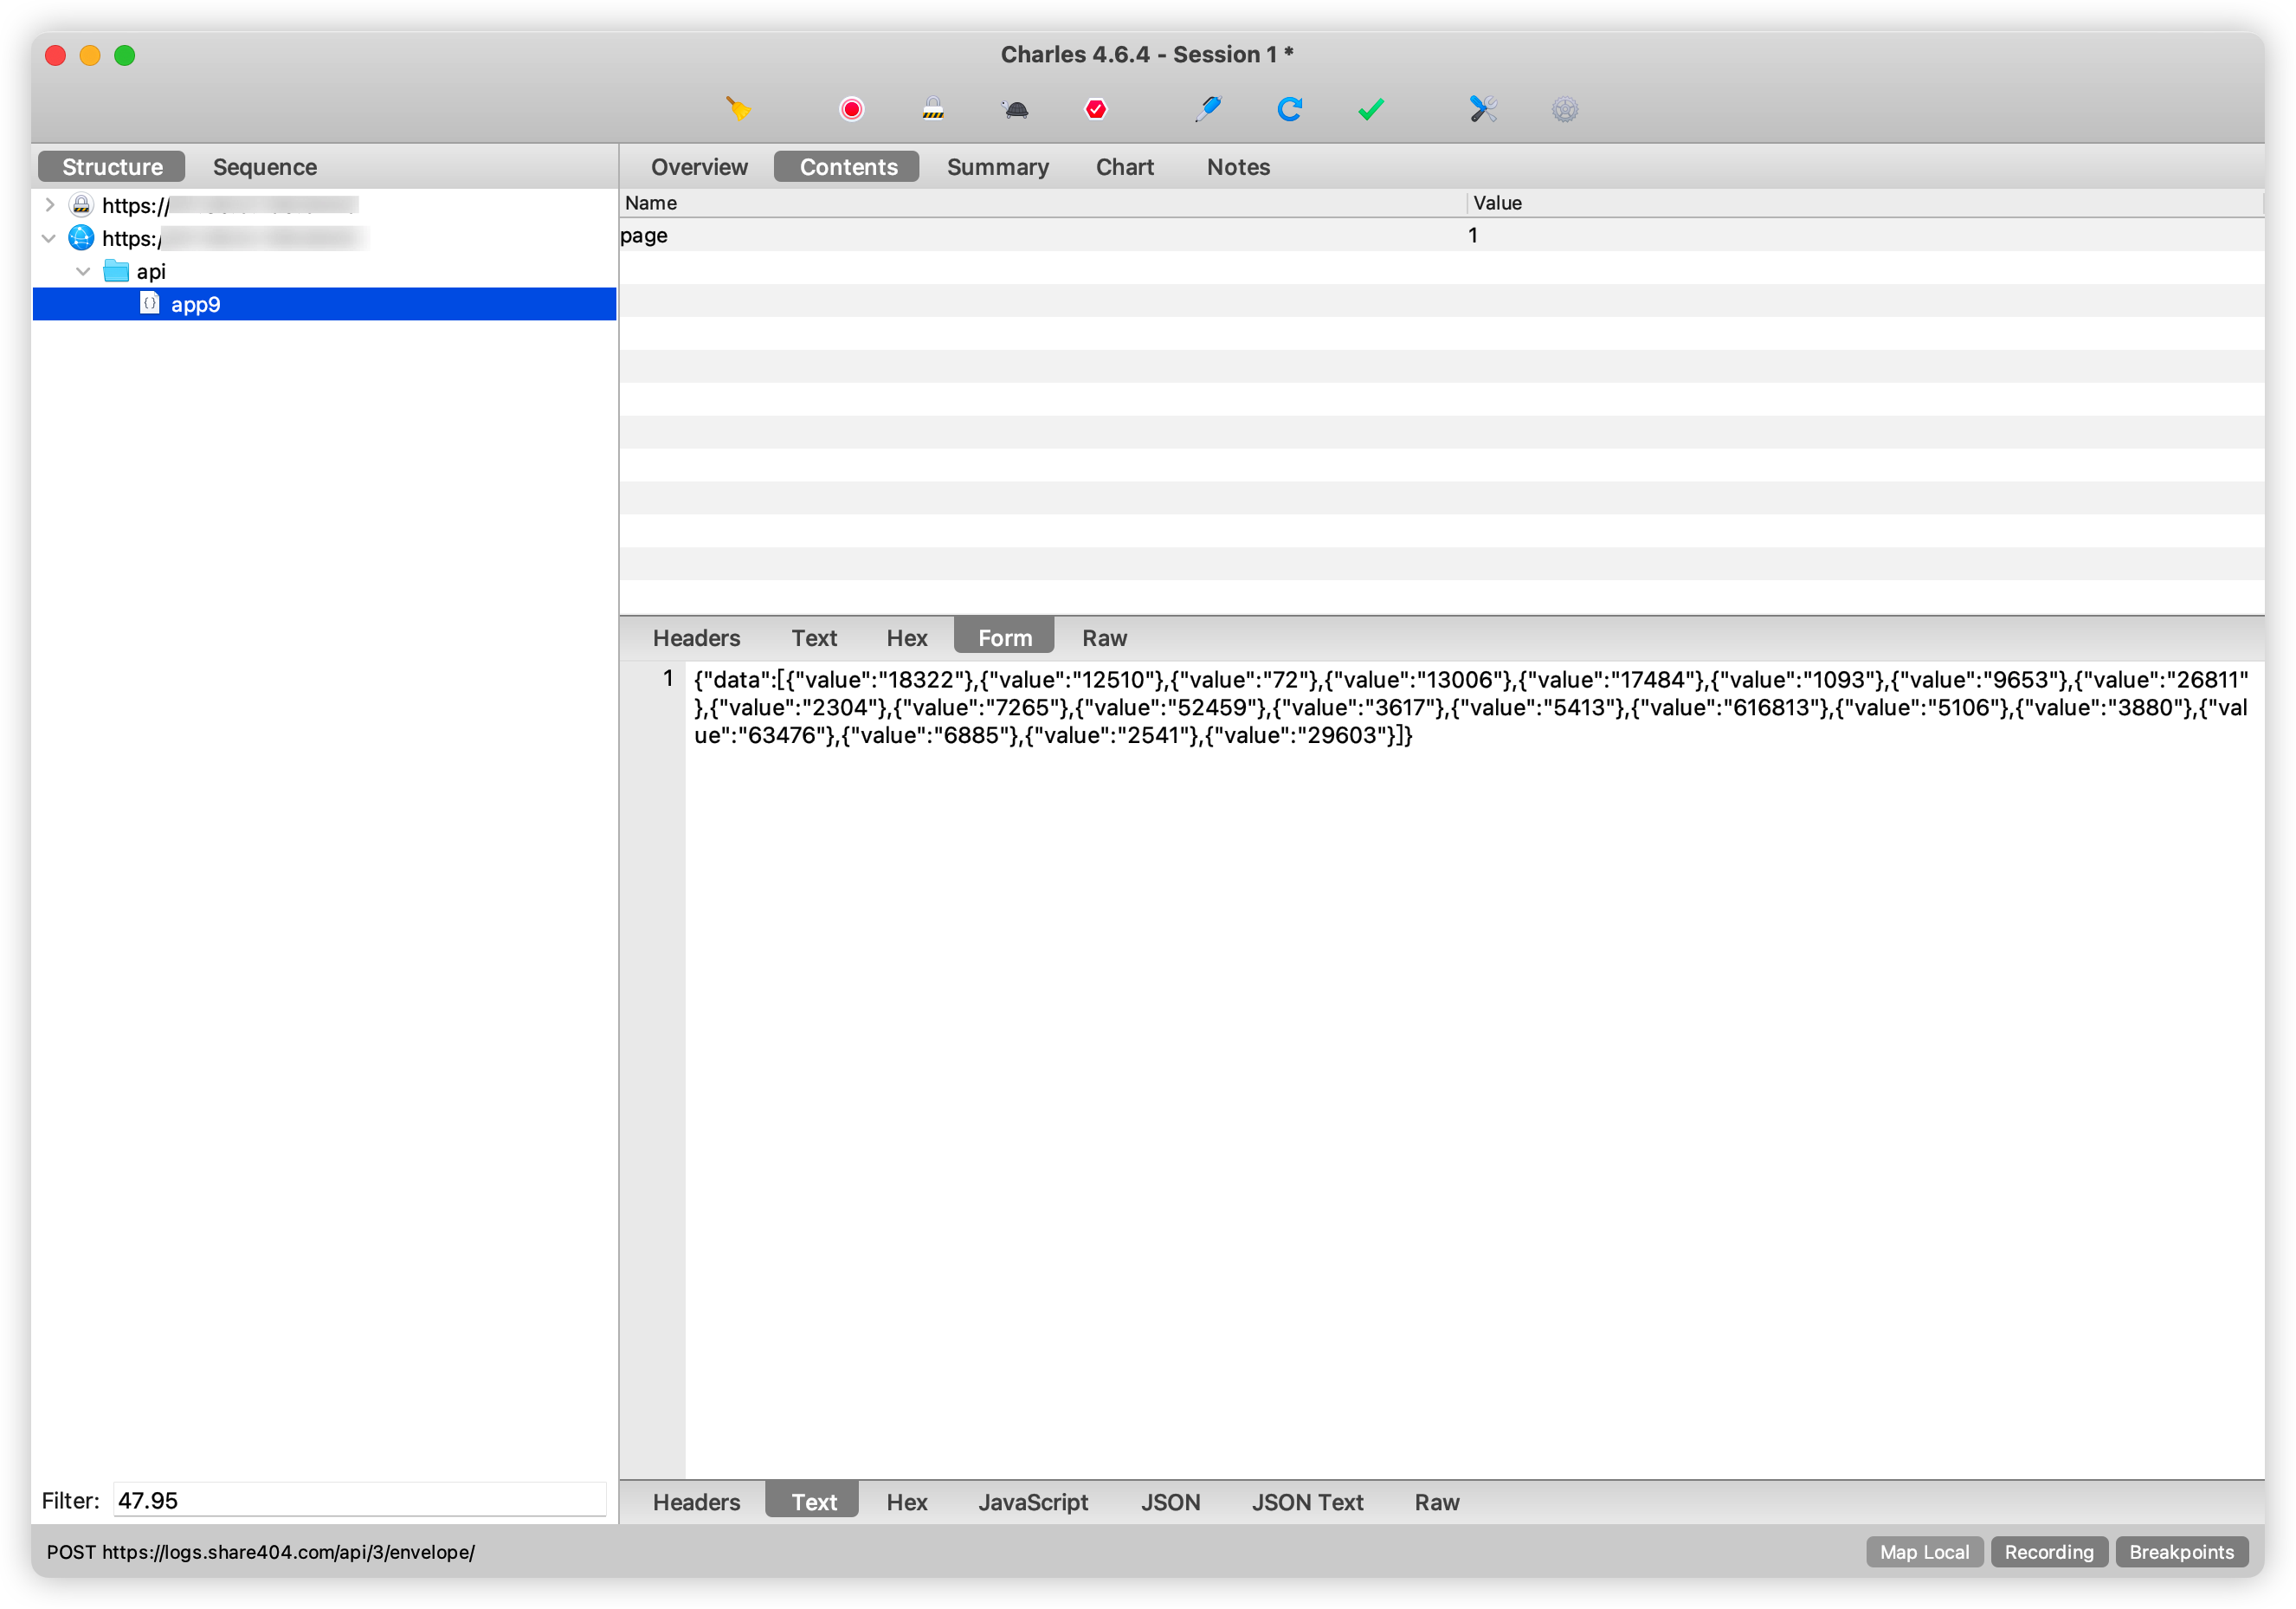 Charles 4.6.4 - Session 1 *
Structure
Sequence
https://
https:/
api
app9
Filter: 47.95
Overview
Contents
Summary
Chart
Notes
Name
Value
page
1
Headers
Text
Hex
Form
Raw
1
{"data":[{"value":"18322"},{"value":"12510"},{"value":"72"},{"value":"13006"},{"value":"17484"},{"value":"1093"},{"value":"9653"},{"value":"26811"
},{"value":"2304"},{"value":"7265"},{"value":"52459"},{"value":"3617"},{"value":"5413"},{"value":"616813"},{"value":"5106"},{"value":"3880"},{"val
ue":"63476"},{"value":"6885"},{"value":"2541"},{"value":"29603"}]}
Headers
Text
Hex
JavaScript
JSON
JSON Text
Raw
POST https://logs.share404.com/api/3/envelope/
Map Local
Recording
Breakpoints